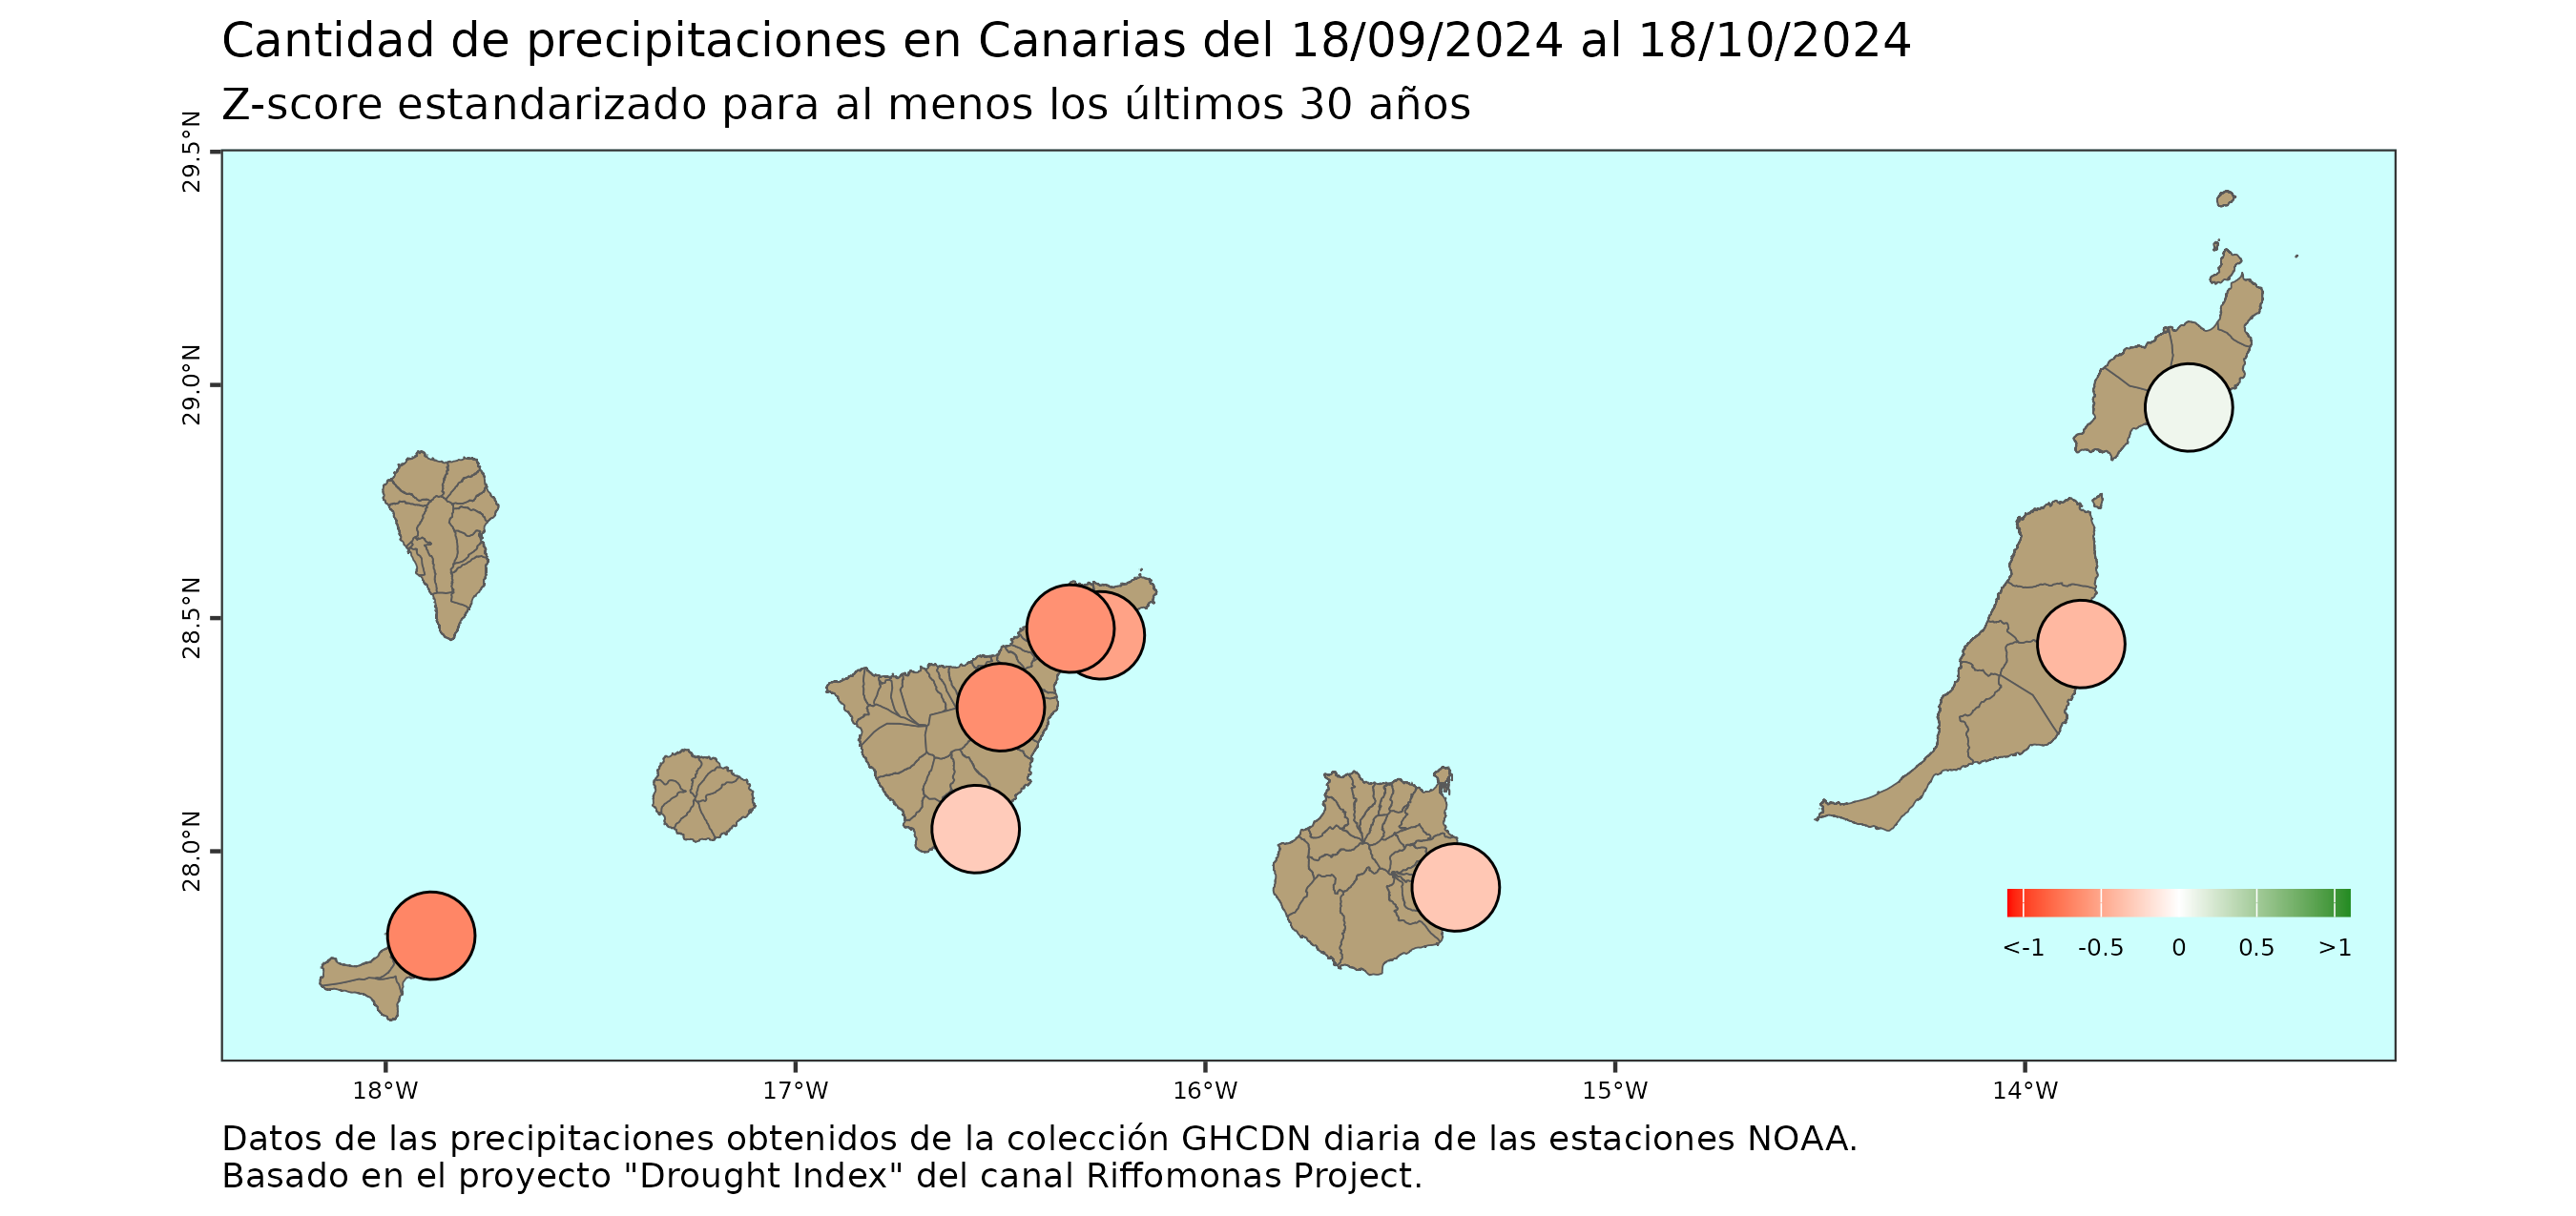 Cantidad de precipitaciones en Canarias del 18/09/2024 al 18/10/2024
Z-score estandarizado para al menos los últimos 30 años
29.5°N
29.0°N
28.5°N
28.0°N
<-1 -0.5 0 0.5 >1
18°W 17°W 16°W 15°W 14°W
Datos de las precipitaciones obtenidos de la colección GHCDN diaria de las estaciones NOAA.
Basado en el proyecto "Drought Index" del canal Riffomonas Project.